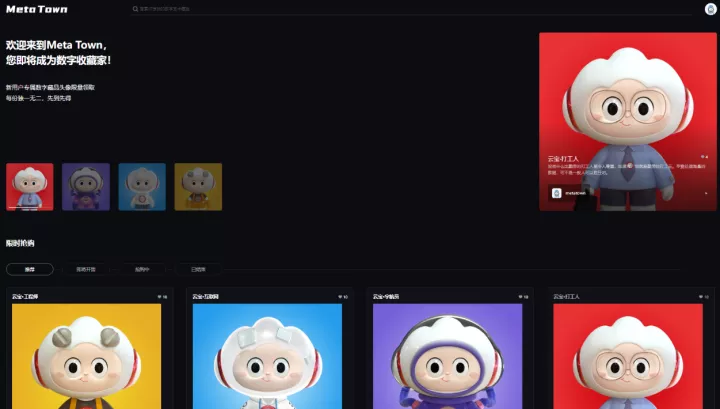 Meta Town
欢迎来到Meta Town，
您即将成为数字收藏家！
新用户专属数字藏品头像限量领取
每份独一无二，先到先得
云宝·打工人
metatown
限时抢购
推荐
即将开售
抢购中
已结束
云宝·工程师
云宝·互联网
云宝·宇航员
云宝·打工人